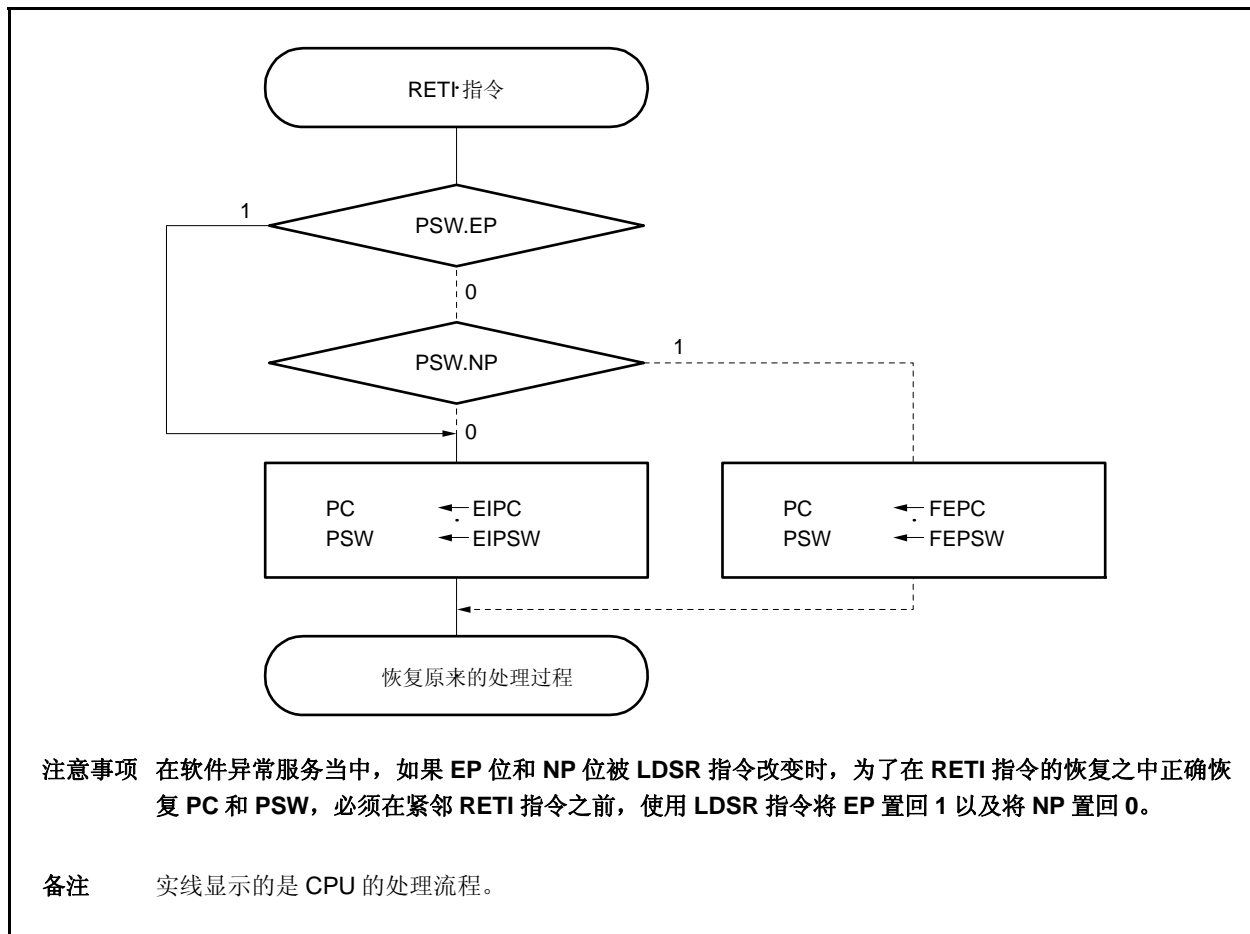 RETI 指令
1
PSW.EP
0
1
PSW.NP
0
PC ← EIPC
PSW ← EIPSW
PC ← FEPC
PSW ← FEPSW
恢复原来的处理过程
注意事项 在软件异常服务当中，如果 EP 位和 NP 位被 LDSR 指令改变时，为了在 RETI 指令的恢复之中正确恢
复 PC 和 PSW，必须在紧邻 RETI 指令之前，使用 LDSR 指令将 EP 置回 1 以及将 NP 置回 0。
备注 实线显示的是 CPU 的处理流程。